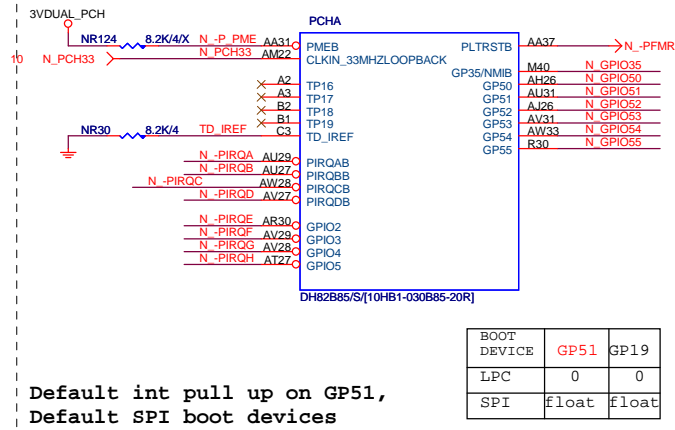 3VDUAL_PCH
PCHA
NR124 8.2K/4/X N_-P_PME AA31 PMEB PLTRSTB AA37 N_-PFMR
10 N_PCH33 N_PCH33 AM22 CLKIN_33MHZLOOPBACK
GP35/NMIB M40 N_GPIO35
A2 TP16 GP50 AH26 N_GPIO50
A3 TP17 GP51 AU31 N_GPIO51
B2 TP18 GP52 AJ26 N_GPIO52
B1 TP19 GP53 AV31 N_GPIO53
NR30 8.2K/4 TD_IREF C3 TD_IREF GP54 AW33 N_GPIO54
GP55 R30 N_GPIO55
N_-PIRQA AU29 PIRQAB
N_-PIRQB AU27 PIRQBB
N_-PIRQC AW28 PIRQCB
N_-PIRQD AV27 PIRQDB
N_-PIRQE AR30 GPIO2
N_-PIRQF AV29 GPIO3
N_-PIRQG AV28 GPIO4
N_-PIRQH AT27 GPIO5
DH82B85/S/[10HB1-030B85-20R]
BOOT
DEVICE GP51 GP19
LPC 0 0
SPI float float
Default int pull up on GP51,
Default SPI boot devices